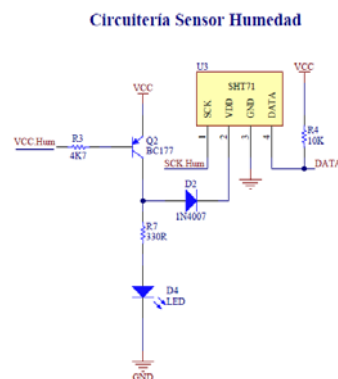 Circuitería Sensor Humedad
U3
SHT71
SCK
VDD
GND
DATA
1
2
3
4
VCC
VCC
R4
10K
DATA
VCC.Hum
R3
4K7
Q2
BC177
SCK.Hum
D2
1N4007
R7
330R
D4
LED
GND